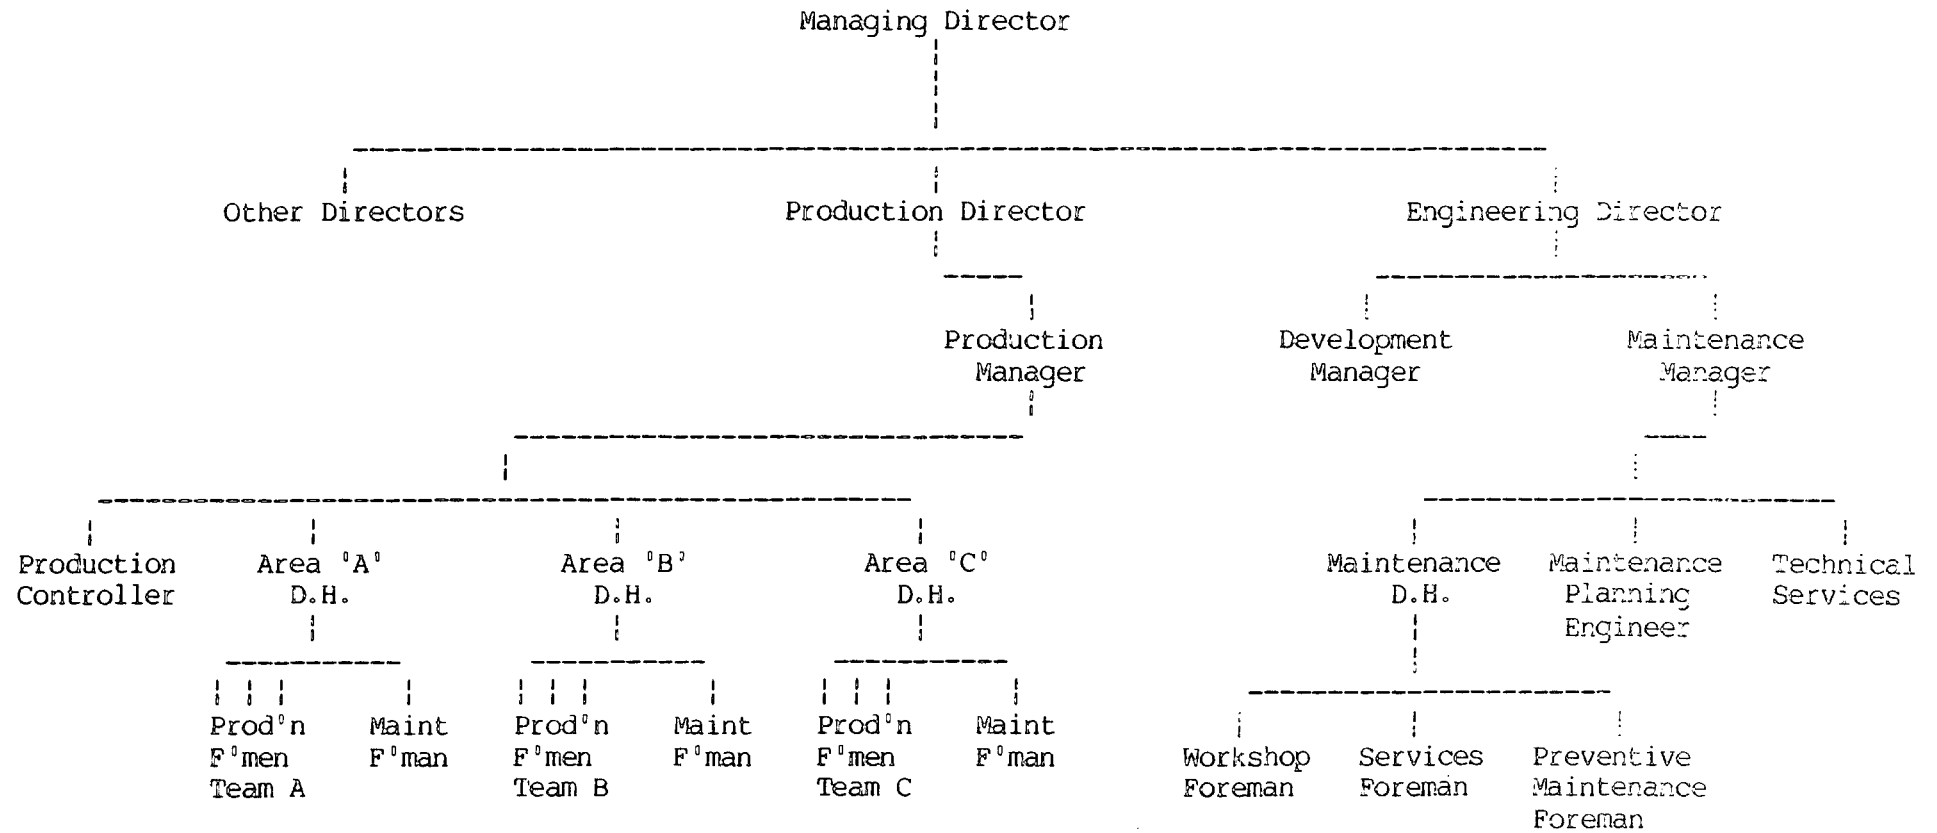 Managing Director
Other Directors
Production Director
Engineering Director
Production
Manager
Development
Manager
Maintenance
Manager
Production
Controller
Area 'A'
D.H.
Area 'B'
D.H.
Area 'C'
D.H.
Maintenance
D.H.
Maintenance
Planning
Engineer
Technical
Services
Prod'n
F'men
Team A
Maint
F'man
Prod'n
F'men
Team B
Maint
F'man
Prod'n
F'men
Team C
Maint
F'man
Workshop
Foreman
Services
Foreman
Preventive
Maintenance
Foreman